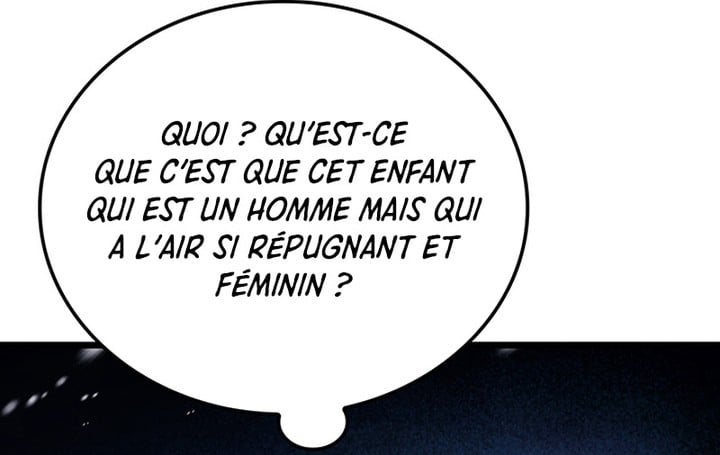 QUOI ? QU'EST-CE
QUE C'EST QUE CET ENFANT
QUI EST UN HOMME MAIS QUI
A L'AIR SI RÉPUGNANT ET
FÉMININ ?